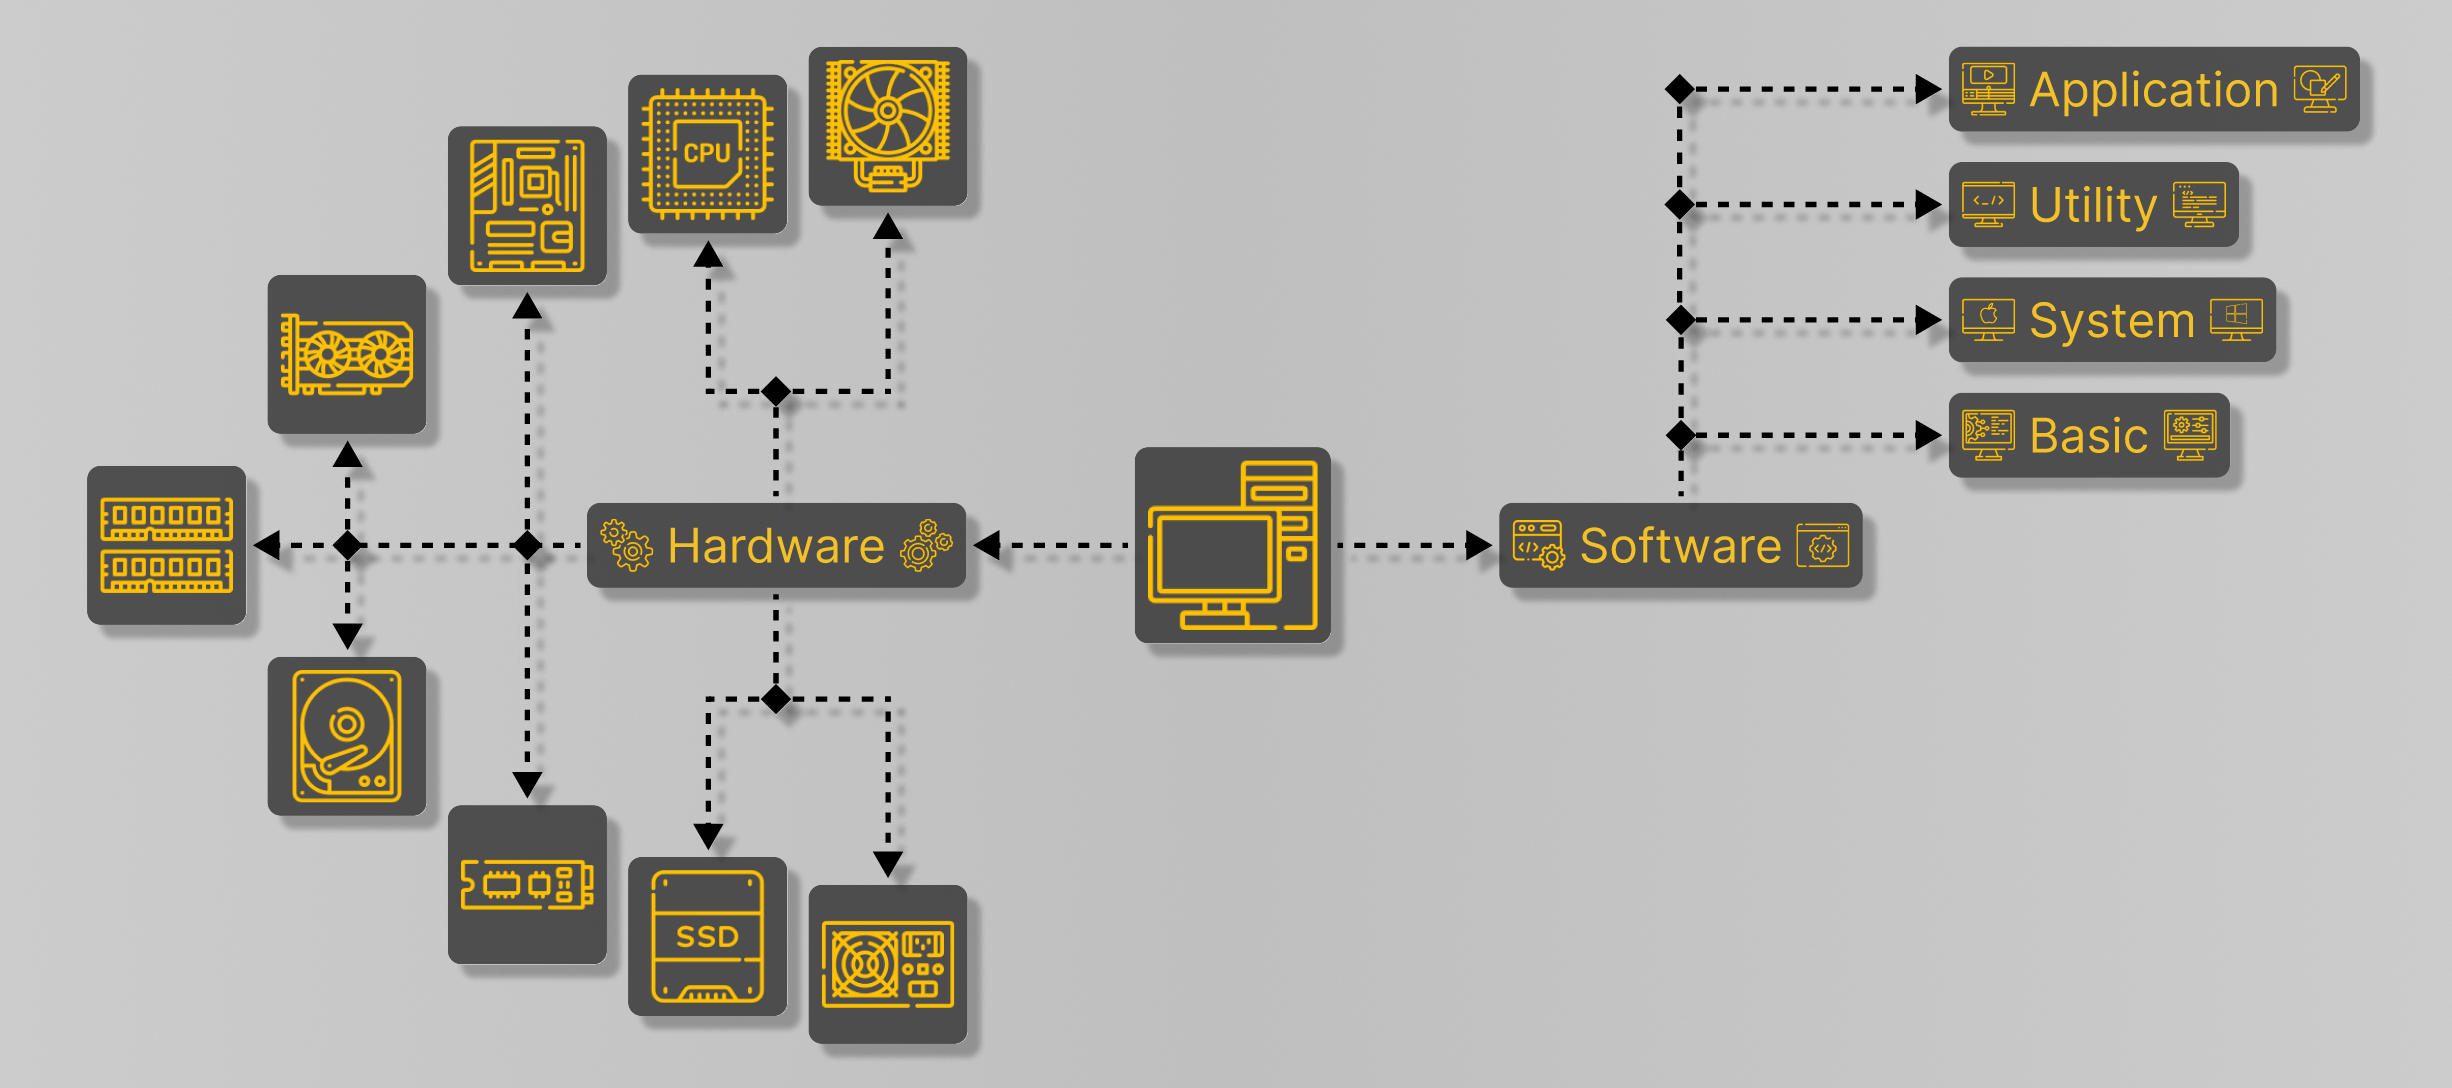 CPU
Application
Utility
System
Basic
Hardware
Software
SSD